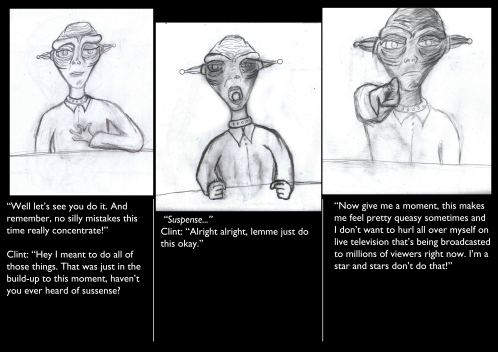 “Well let’s see you do it. And
remember, no silly mistakes this
time really concentrate!”
Clint: “Hey I meant to do all of
those things. That was just in the
build-up to this moment, haven’t
you ever heard of sussense?
“Suspense...”
Clint: “Alright alright, lemme just do
this okay.”
“Now give me a moment, this makes
me feel pretty queasy sometimes and
I don’t want to hurl all over myself on
live television that’s being broadcasted
to millions of viewers right now. I’m a
star and stars don’t do that!”